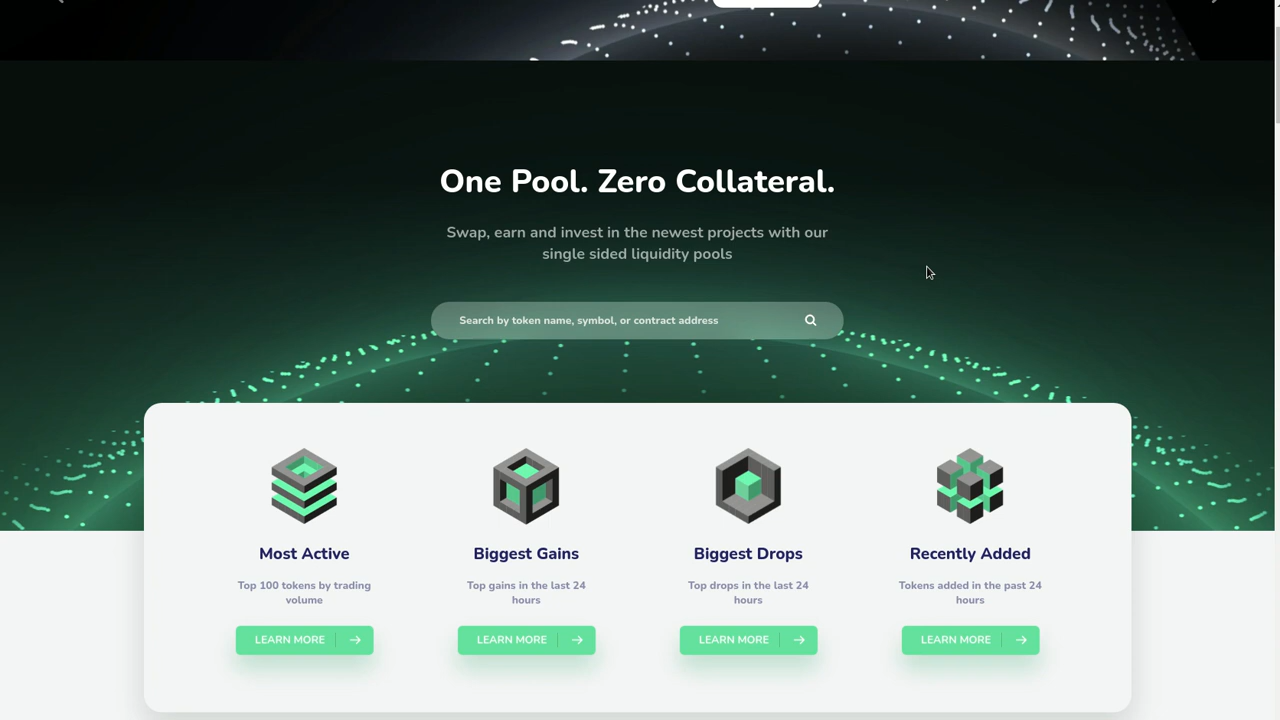 One Pool. Zero Collateral.
Swap, earn and invest in the newest projects with our
single sided liquidity pools
Search by token name, symbol, or contract address
Most Active
Top 100 tokens by trading
volume
LEARN MORE
Biggest Gains
Top gains in the last 24
hours
LEARN MORE
Biggest Drops
Top drops in the last 24
hours
LEARN MORE
Recently Added
Tokens added in the past 24
hours
LEARN MORE